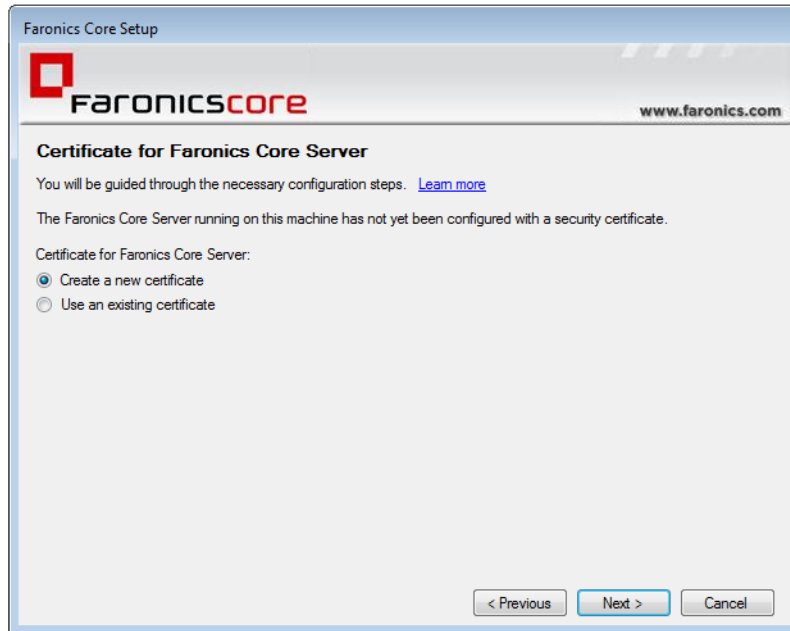 Faronics Core Setup
FARONICSCORE
www.faronics.com
Certificate for Faronics Core Server
You will be guided through the necessary configuration steps. Learn more
The Faronics Core Server running on this machine has not yet been configured with a security certificate.
Certificate for Faronics Core Server:
Create a new certificate
Use an existing certificate
< Previous Next > Cancel